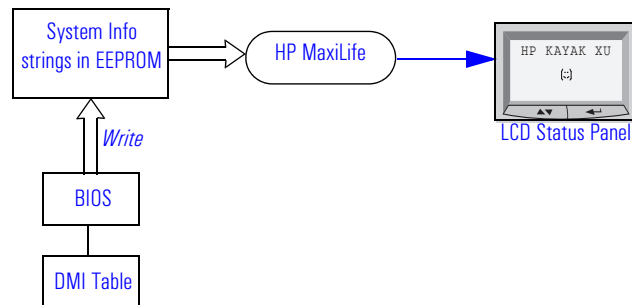 System Info
strings in EEPROM
HP MaxiLife
HP KAYAK XU
(::)
LCD Status Panel
Write
BIOS
DMI Table